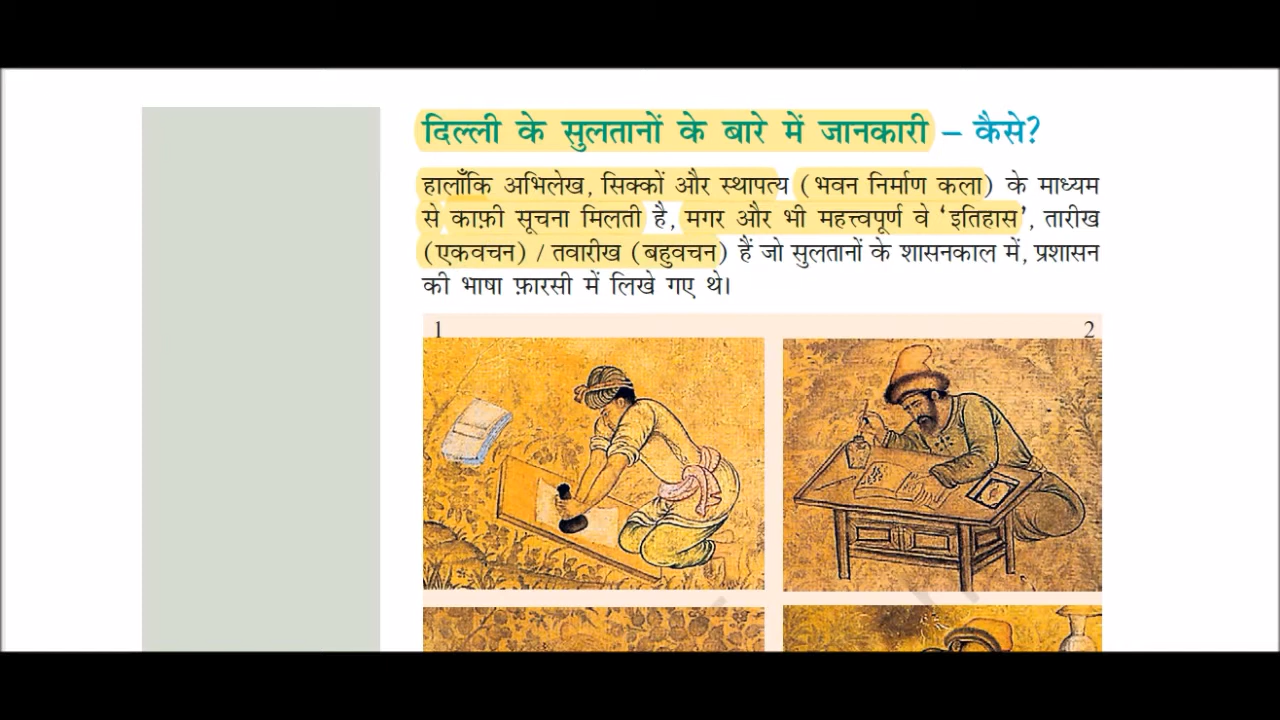 दिल्ली के सुलतानों के बारे में जानकारी – कैसे?
हालाँकि अभिलेख, सिक्कों और स्थापत्य (भवन निर्माण कला) के माध्यम
से काफ़ी सूचना मिलती है, मगर और भी महत्त्वपूर्ण वे ‘इतिहास’, तारीख
(एकवचन) / तवारीख (बहुवचन) हैं जो सुलतानों के शासनकाल में, प्रशासन
की भाषा फ़ारसी में लिखे गए थे।
1
2